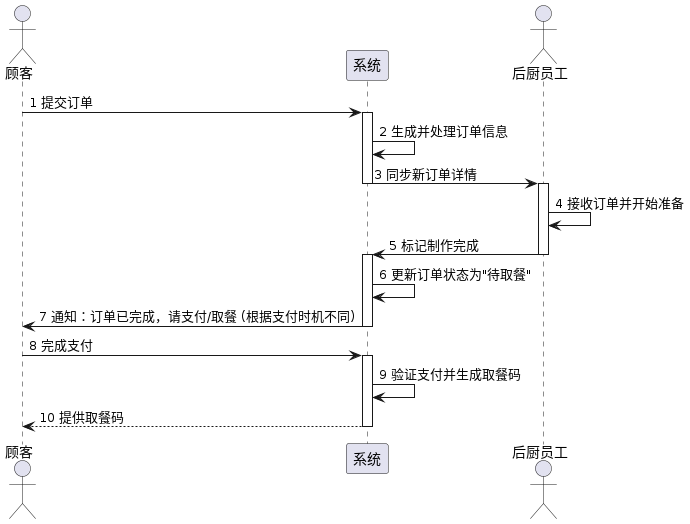 顾客
系统
后厨员工
1 提交订单
2 生成并处理订单信息
3 同步新订单详情
4 接收订单并开始准备
5 标记制作完成
6 更新订单状态为"待取餐"
7 通知：订单已完成，请支付/取餐 (根据支付时机不同)
8 完成支付
9 验证支付并生成取餐码
10 提供取餐码
顾客
系统
后厨员工